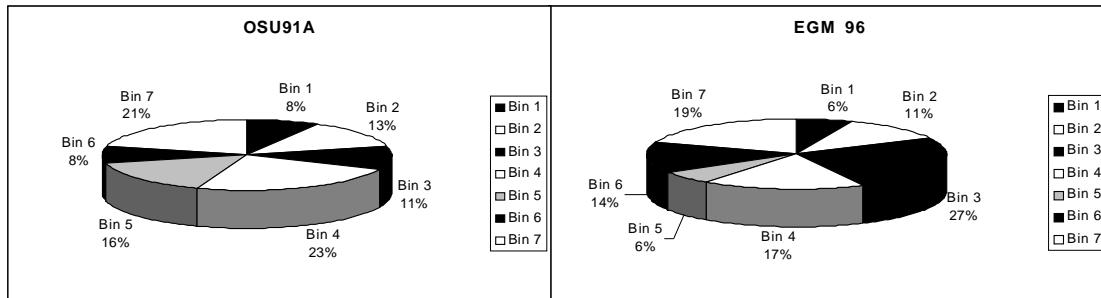 OSU91A
Bin 1
8%
Bin 2
13%
Bin 3
11%
Bin 4
23%
Bin 5
16%
Bin 6
8%
Bin 7
21%
Bin 1
Bin 2
Bin 3
Bin 4
Bin 5
Bin 6
Bin 7
EGM 96
Bin 1
6%
Bin 2
11%
Bin 3
27%
Bin 4
17%
Bin 5
6%
Bin 6
14%
Bin 7
19%
Bin 1
Bin 2
Bin 3
Bin 4
Bin 5
Bin 6
Bin 7